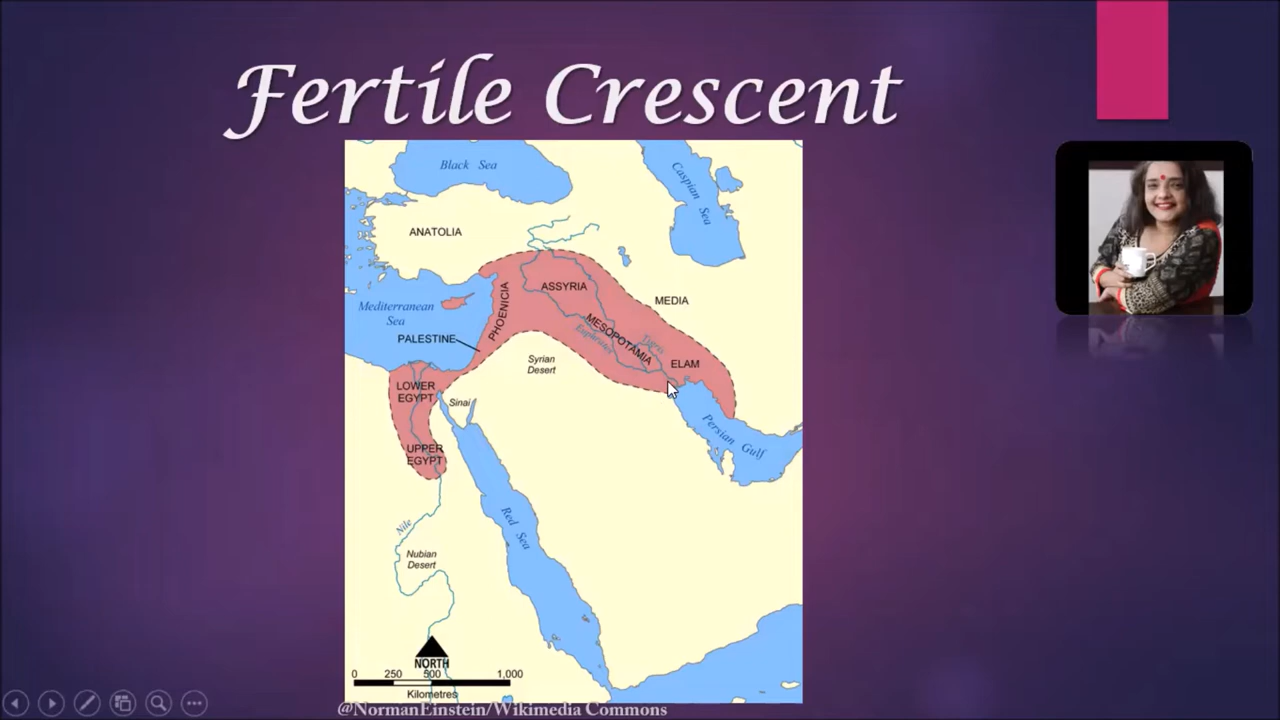 Fertile Crescent
Black Sea
Caspian Sea
ANATOLIA
ASSYRIA
MEDIA
Mediterranean
Sea
PHOENICIA
MESOPOTAMIA
Tigris
Euphrates
PALESTINE
Syrian
Desert
ELAM
LOWER
EGYPT
Sinai
Persian Gulf
UPPER
EGYPT
Red Sea
Nile
Nubian
Desert
NORTH
0 250 500 1,000
Kilometres
@NormanEinstein/Wikimedia Commons